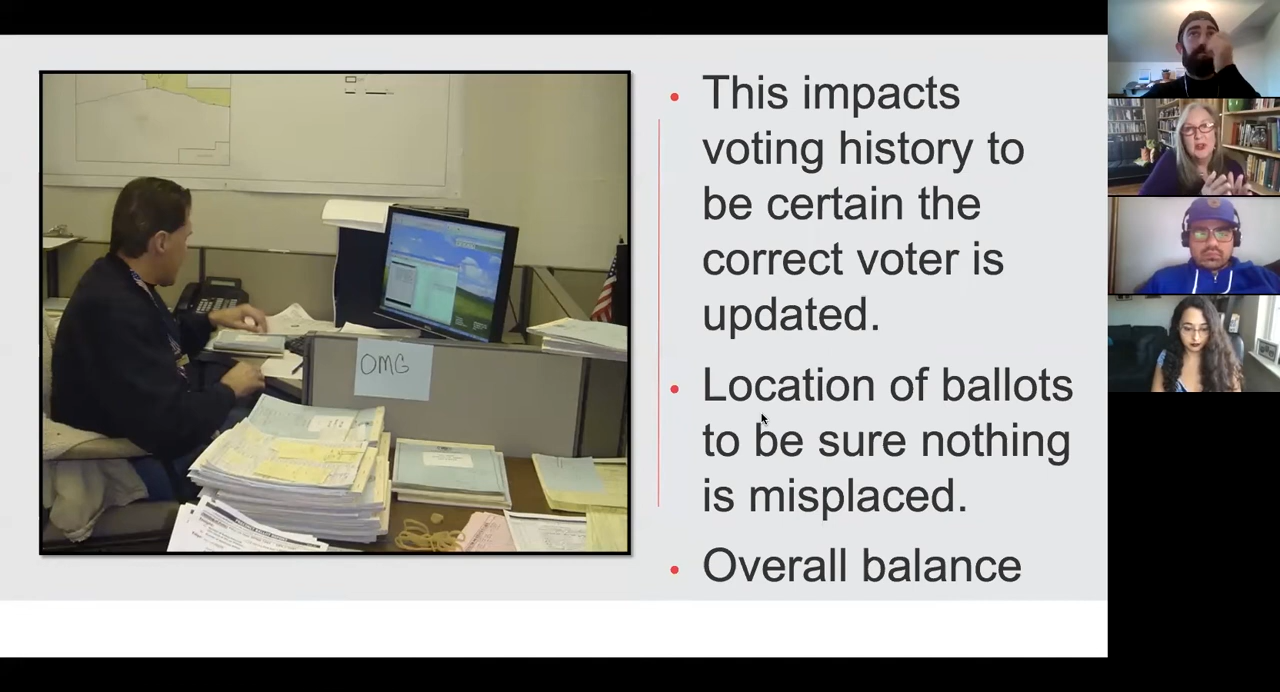 This impacts
voting history to
be certain the
correct voter is
updated.
Location of ballots
to be sure nothing
is misplaced.
Overall balance
OMG